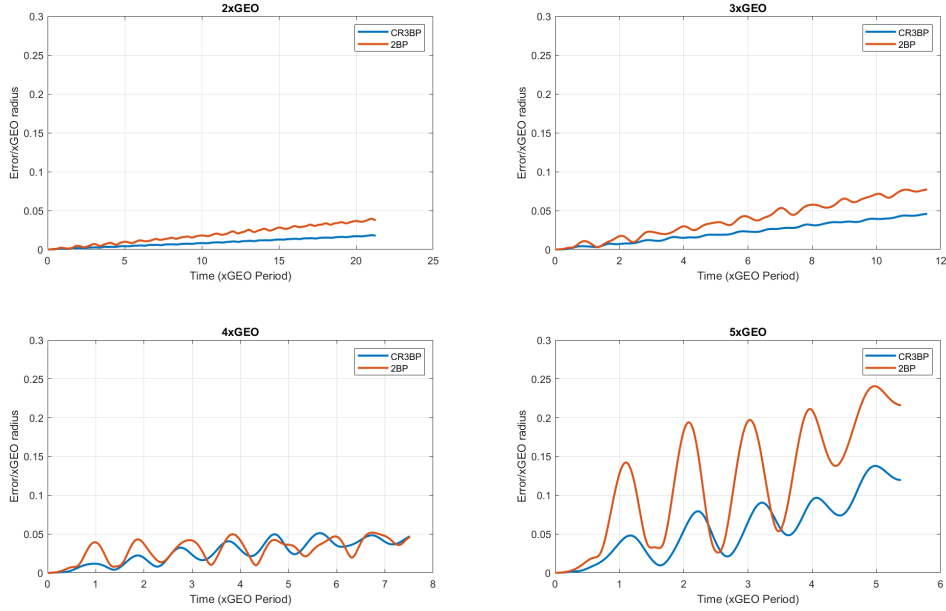 2xGEO
0.3
0.25
0.2
0.15
0.1
0.05
0
Error/xGEO radius
CR3BP
2BP
0 5 10 15 20 25
Time (xGEO Period)
3xGEO
0.3
0.25
0.2
0.15
0.1
0.05
0
Error/xGEO radius
CR3BP
2BP
0 2 4 6 8 10 12
Time (xGEO Period)
4xGEO
0.3
0.25
0.2
0.15
0.1
0.05
0
Error/xGEO radius
CR3BP
2BP
0 1 2 3 4 5 6 7 8
Time (xGEO Period)
5xGEO
0.3
0.25
0.2
0.15
0.1
0.05
0
Error/xGEO radius
CR3BP
2BP
0 1 2 3 4 5 6
Time (xGEO Period)